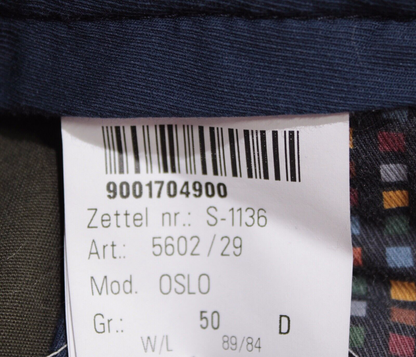 9001704900
Zettel nr.: S-1136
Art.: 5602/29
Mod. OSLO
Gr.: 50 D
W/L 89/84